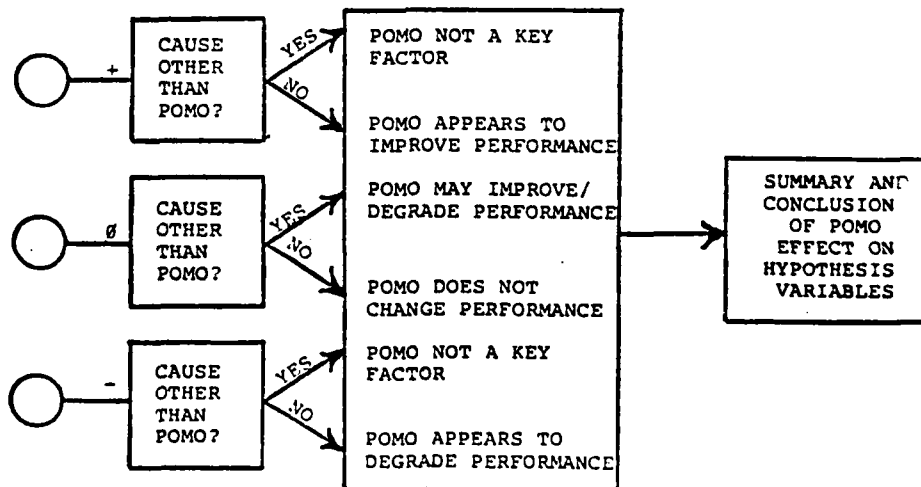 +
CAUSE
OTHER
THAN
POMO?
YES
NO
POMO NOT A KEY
FACTOR
POMO APPEARS TO
IMPROVE PERFORMANCE
ø
CAUSE
OTHER
THAN
POMO?
YES
NO
POMO MAY IMPROVE/
DEGRADE PERFORMANCE
POMO DOES NOT
CHANGE PERFORMANCE
-
CAUSE
OTHER
THAN
POMO?
YES
NO
POMO NOT A KEY
FACTOR
POMO APPEARS TO
DEGRADE PERFORMANCE
SUMMARY AND
CONCLUSION
OF POMO
EFFECT ON
HYPOTHESIS
VARIABLES